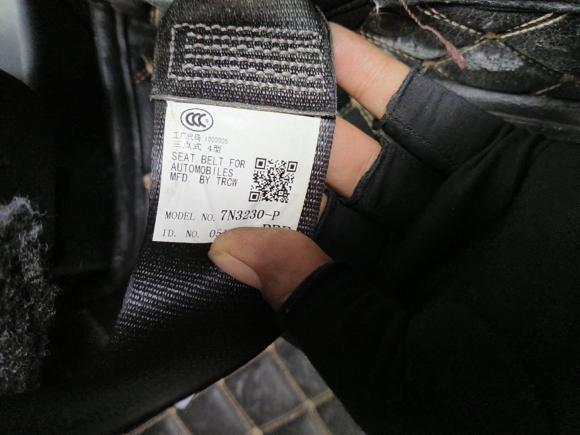 CCC
工厂代码 1000005
三点式 4型
SEAT BELT FOR
AUTOMOBILES
MFD. BY TRCW
MODEL NO. 7N3230-P
ID. NO.